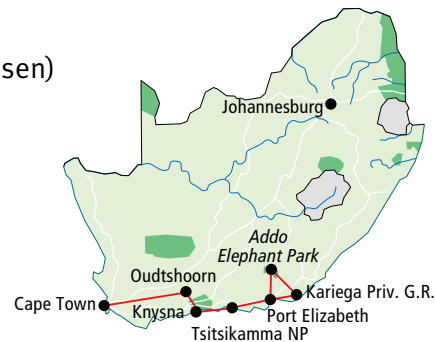 sen)
Johannesburg
Addo
Elephant Park
Oudtshoorn
Cape Town
Kariega Priv. G.R.
Knysna
Port Elizabeth
Tsitsikamma NP